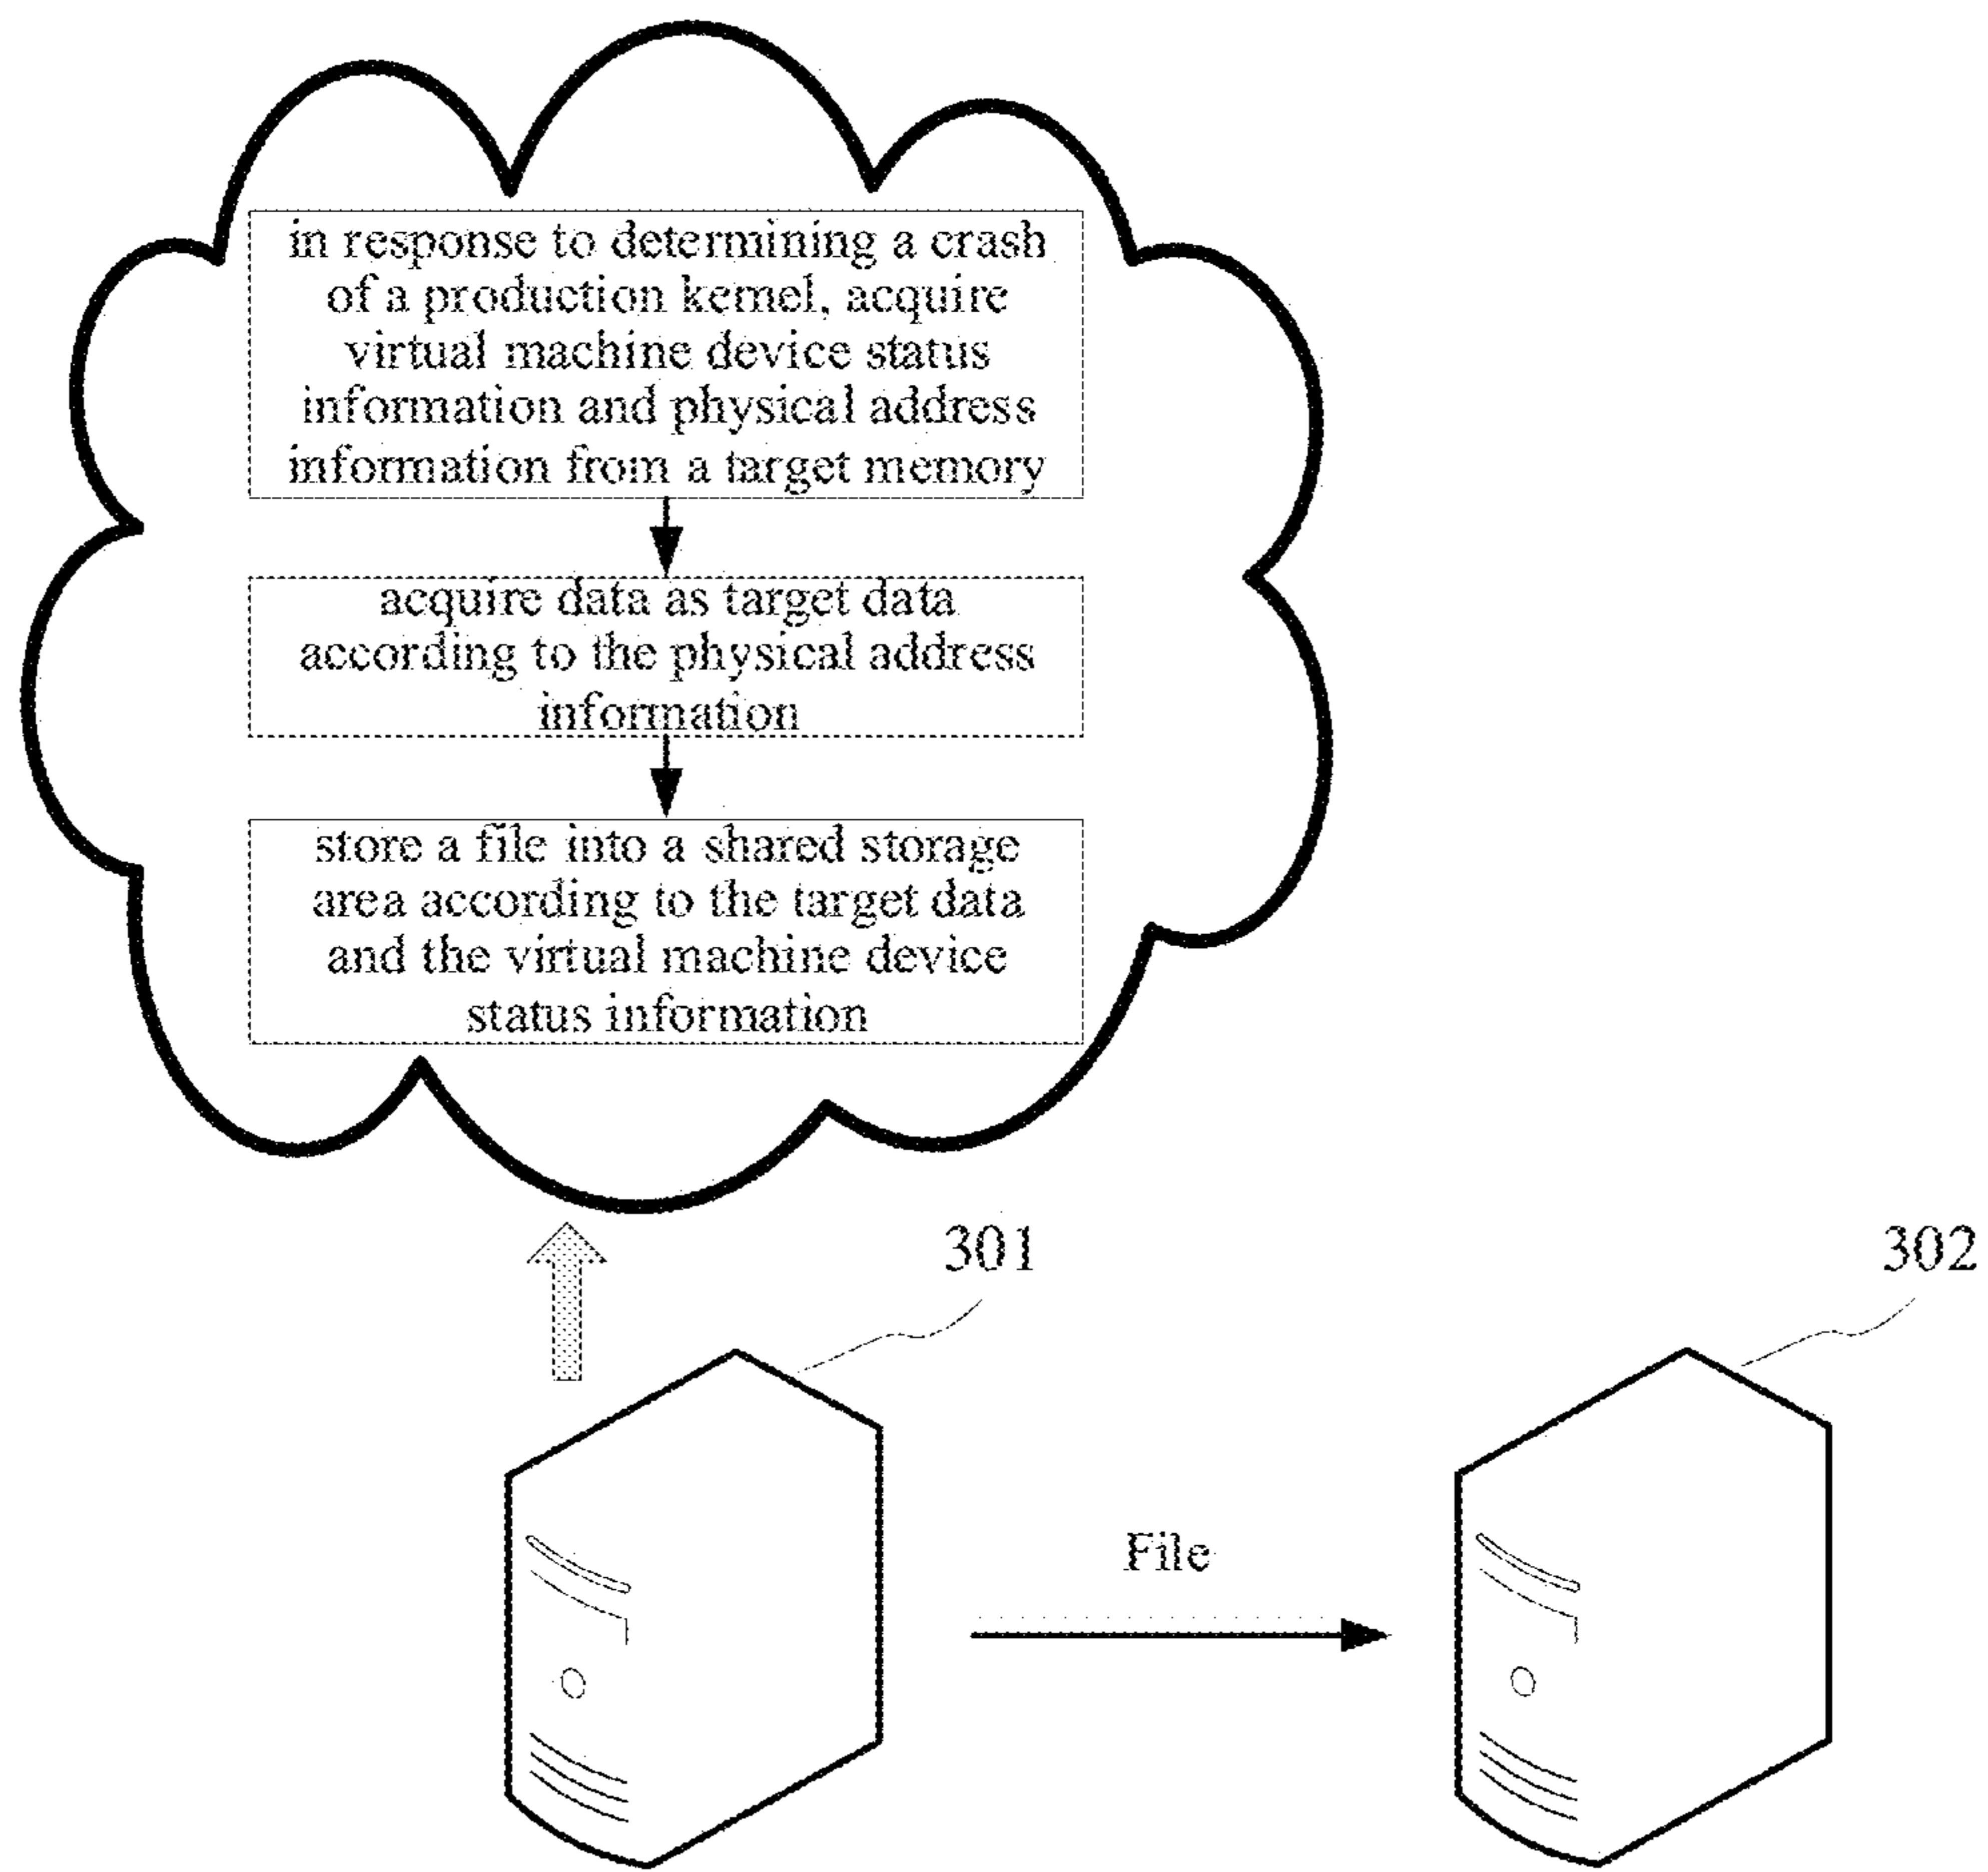 in response to determining a crash
of a production kernel, acquire
virtual machine device status
information and physical address
information from a target memory
acquire data as target data
according to the physical address
information
store a file into a shared storage
area according to the target data
and the virtual machine device
status information
301
302
File